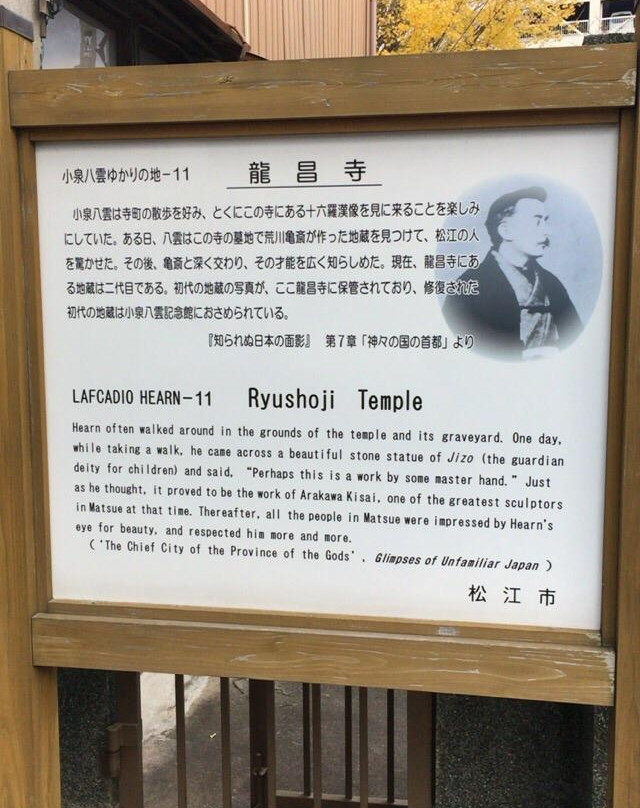 小泉八雲ゆかりの地-11 龍昌寺
小泉八雲は寺町の散歩を好み、とくにこの寺にある十六羅漢像を見に来ることを楽しみ
にしていた。ある日、八雲はこの寺の墓地で荒川亀斎が作った地蔵を見つけて、松江の人
を驚かせた。その後、亀斎と深く交わり、その才能を広く知らしめた。現在、龍昌寺にあ
る地蔵は二代目である。初代の地蔵の写真が、ここ龍昌寺に保管されており、修復された
初代の地蔵は小泉八雲記念館におさめられている。
『知られぬ日本の面影』 第7章「神々の国の首都」より
LAFCADIO HEARN-11 Ryushoji Temple
Hearn often walked around in the grounds of the temple and its graveyard. One day,
while taking a walk, he came across a beautiful stone statue of Jizo (the guardian
deity for children) and said, "Perhaps this is a work by some master hand." Just
as he thought, it proved to be the work of Arakawa Kisai, one of the greatest sculptors
in Matsue at that time. Thereafter, all the people in Matsue were impressed by Hearn's
eye for beauty, and respected him more and more.
('The Chief City of the Province of the Gods', Glimpses of Unfamiliar Japan)
松江市